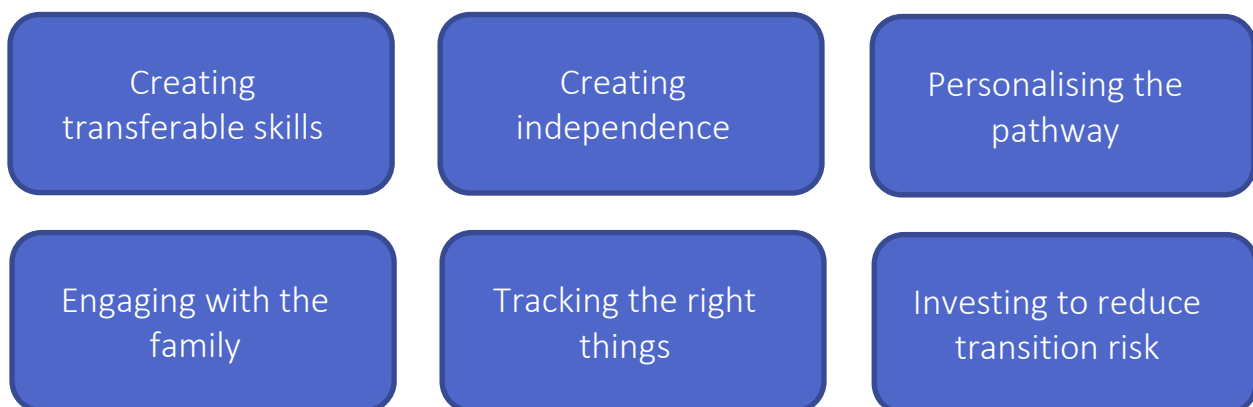 Creating
transferable skills
Creating
independence
Personalising the
pathway
Engaging with the
family
Tracking the right
things
Investing to reduce
transition risk